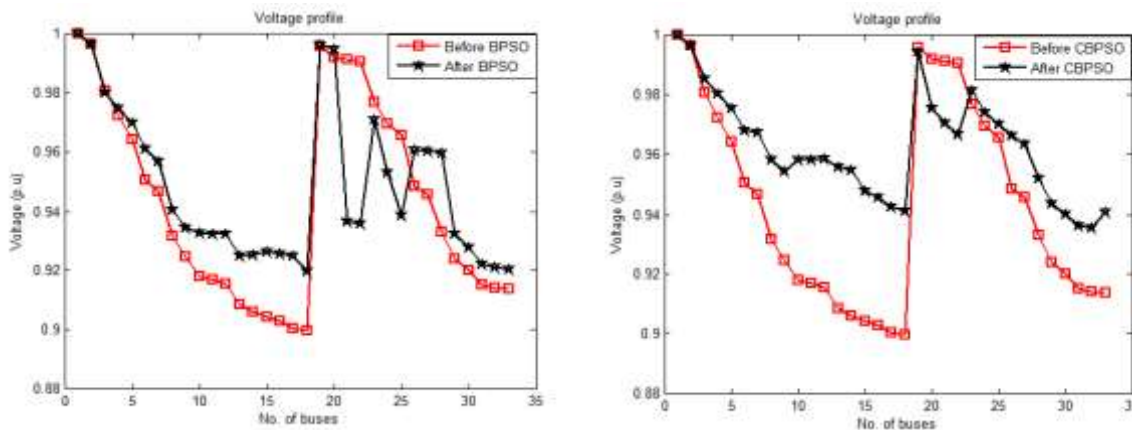 Voltage profile
Before BPSO
After BPSO
Voltage (p.u)
1
0.98
0.96
0.94
0.92
0.9
0.88
0 5 10 15 20 25 30 35
No. of buses
Voltage profile
Before CBPSO
After CBPSO
Voltage (p.u)
1
0.98
0.96
0.94
0.92
0.9
0.88
0 5 10 15 20 25 30 35
No. of buses